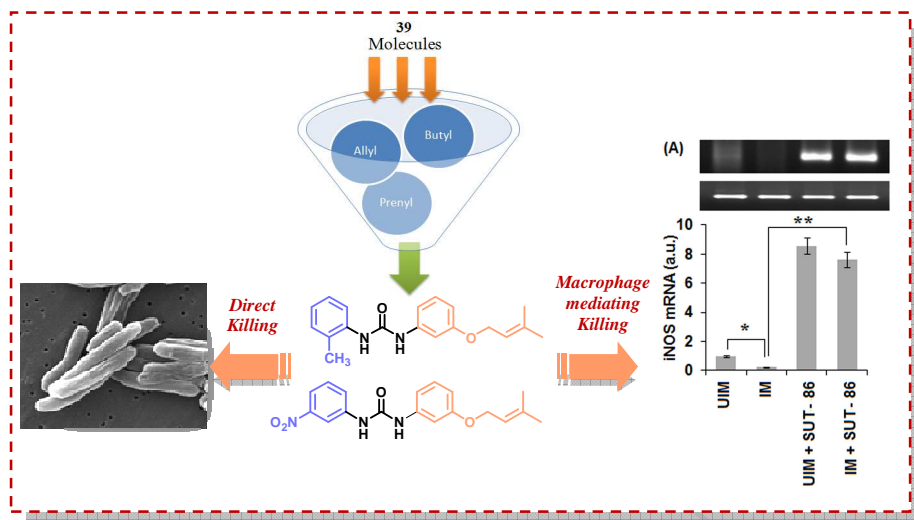 39
Molecules
Allyl
Butyl
Prenyl
Direct
Killing
Macrophage
mediating
Killing
O
N
H
N
H
O
CH3
O2N
O
N
H
N
H
O
(A)
iNOS mRNA (a.u.)
10
8
6
4
2
0
*
**
UIM
IM
UIM + SUT- 86
IM + SUT- 86